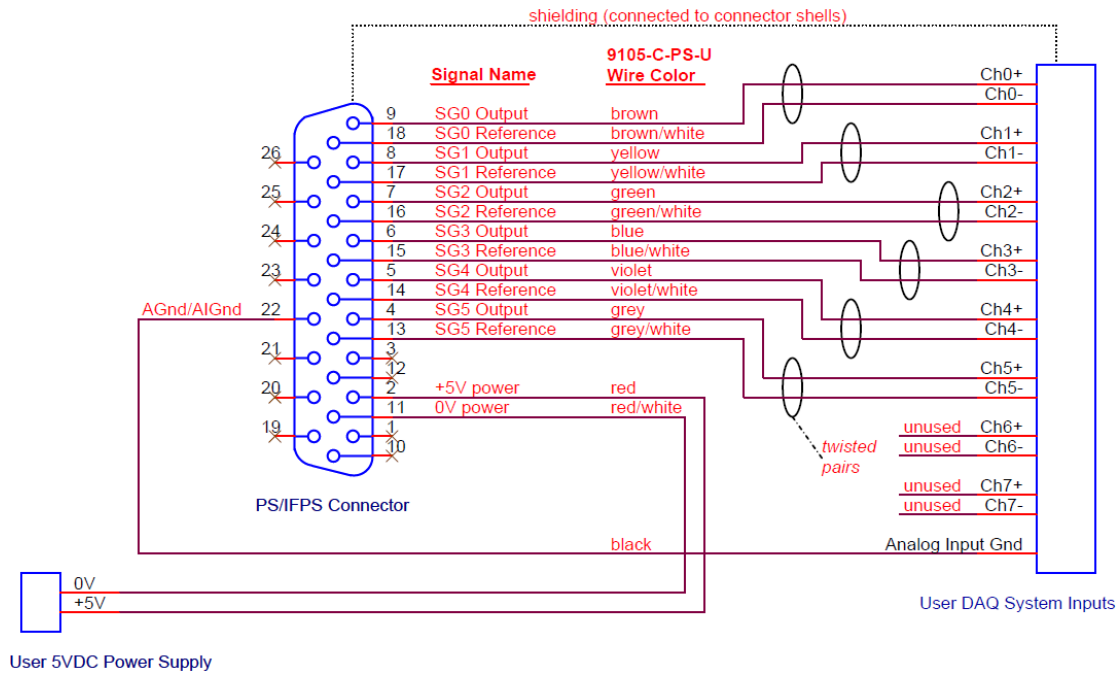 shielding (connected to connector shells)
Signal Name
9105-C-PS-U
Wire Color
9 SG0 Output brown
18 SG0 Reference brown/white
8 SG1 Output yellow
17 SG1 Reference yellow/white
7 SG2 Output green
16 SG2 Reference green/white
6 SG3 Output blue
15 SG3 Reference blue/white
5 SG4 Output violet
14 SG4 Reference violet/white
4 SG5 Output grey
13 SG5 Reference grey/white
3
12
2 +5V power red
11 0V power red/white
1
10
26
25
24
23
AGnd/AIGnd 22
21
20
19
PS/IFPS Connector
Ch0+
Ch0-
Ch1+
Ch1-
Ch2+
Ch2-
Ch3+
Ch3-
Ch4+
Ch4-
Ch5+
Ch5-
unused Ch6+
unused Ch6-
unused Ch7+
unused Ch7-
twisted
pairs
black
Analog Input Gnd
User DAQ System Inputs
0V
+5V
User 5VDC Power Supply